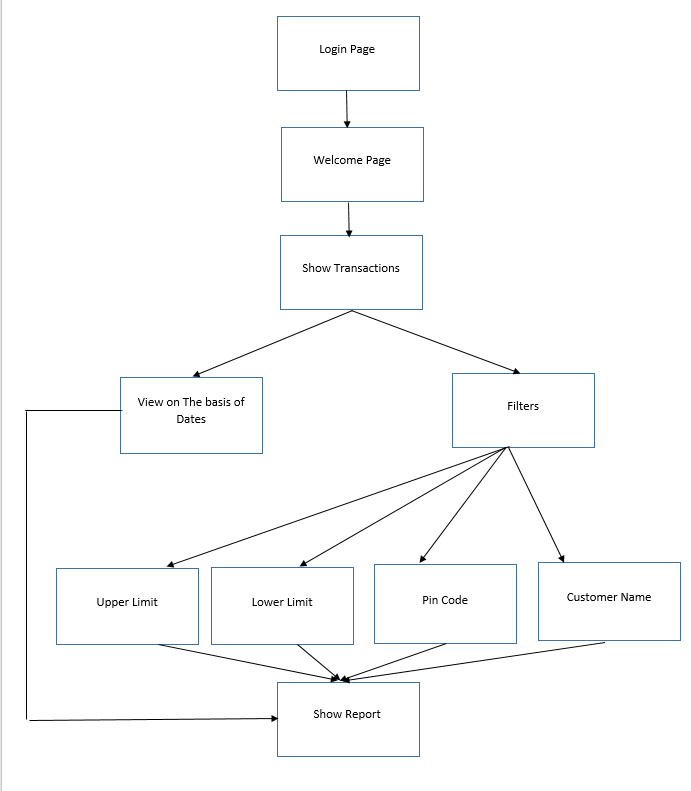 Login Page
Welcome Page
Show Transactions
View on The basis of
Dates
Filters
Upper Limit
Lower Limit
Pin Code
Customer Name
Show Report